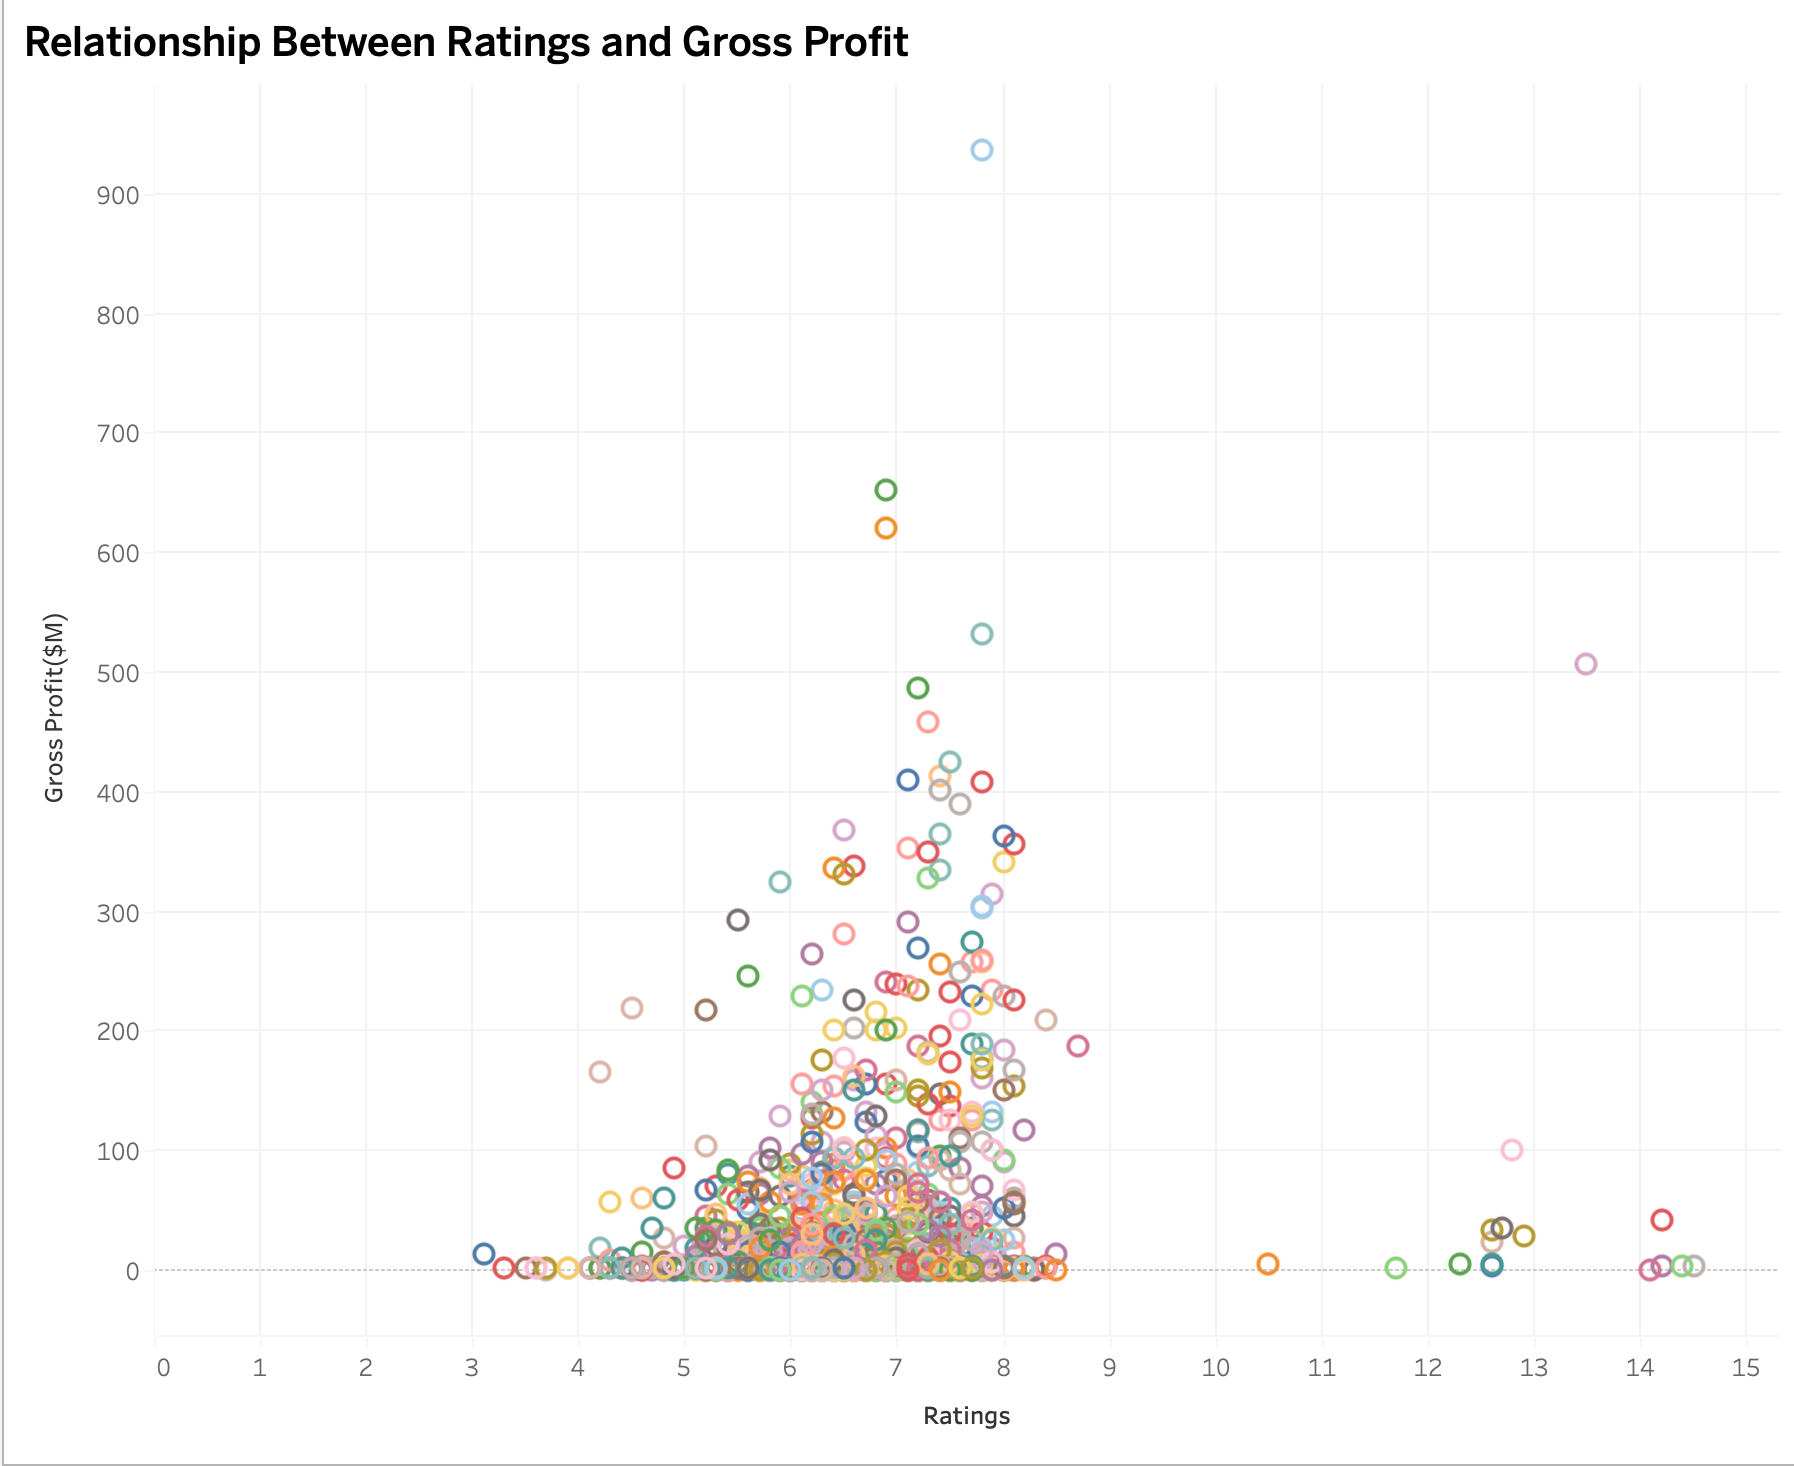 Relationship Between Ratings and Gross Profit
900
800
700
600
500
400
300
200
100
0
Gross Profit($M)
0 1 2 3 4 5 6 7 8 9 10 11 12 13 14 15
Ratings